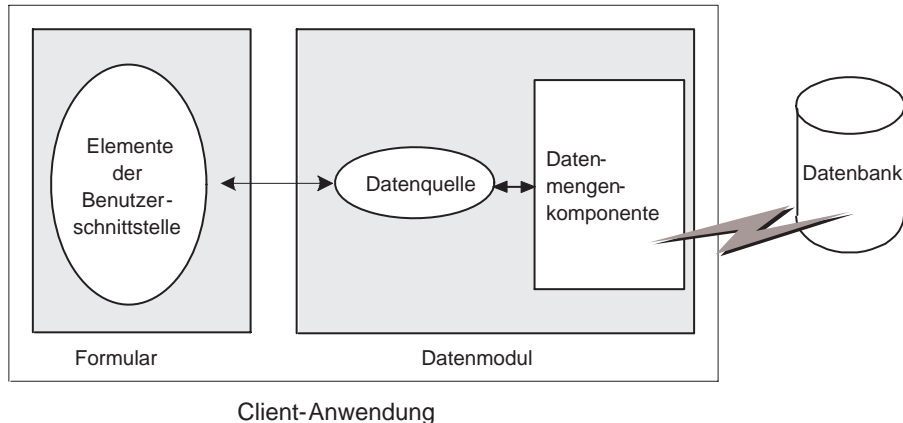 Elemente
der
Benutzer-
schnittstelle
Datenquelle
Daten-
mengen-
komponente
Datenbank
Formular
Datenmodul
Client-Anwendung